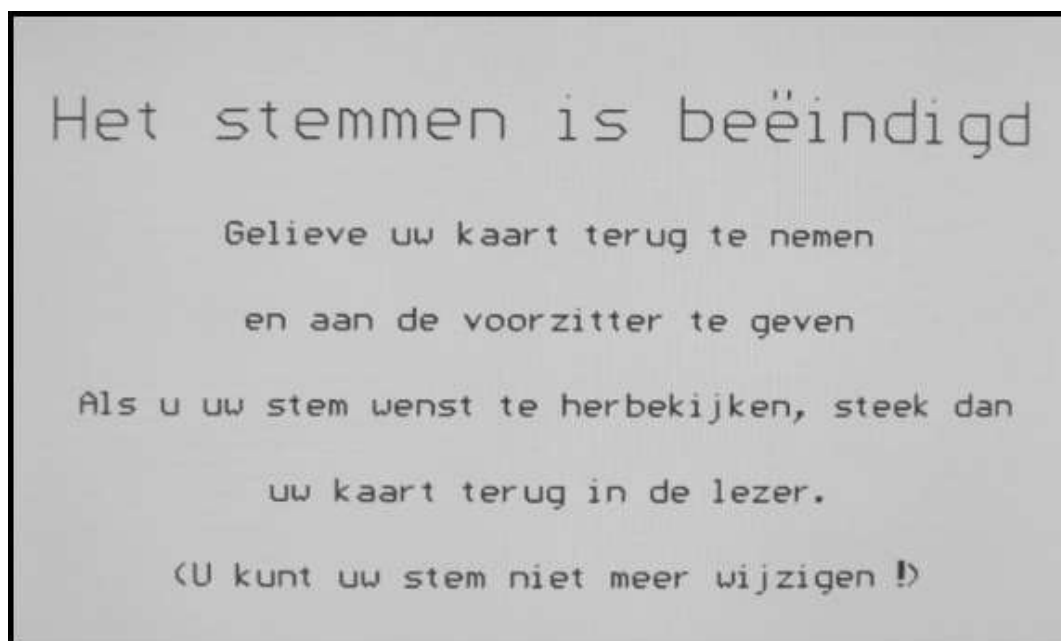 Het stemmen is beëindigd
Gelieve uw kaart terug te nemen
en aan de voorzitter te geven
Als u uw stem wenst te herbekijken, steek dan
uw kaart terug in de lezer.
(U kunt uw stem niet meer wijzigen !)